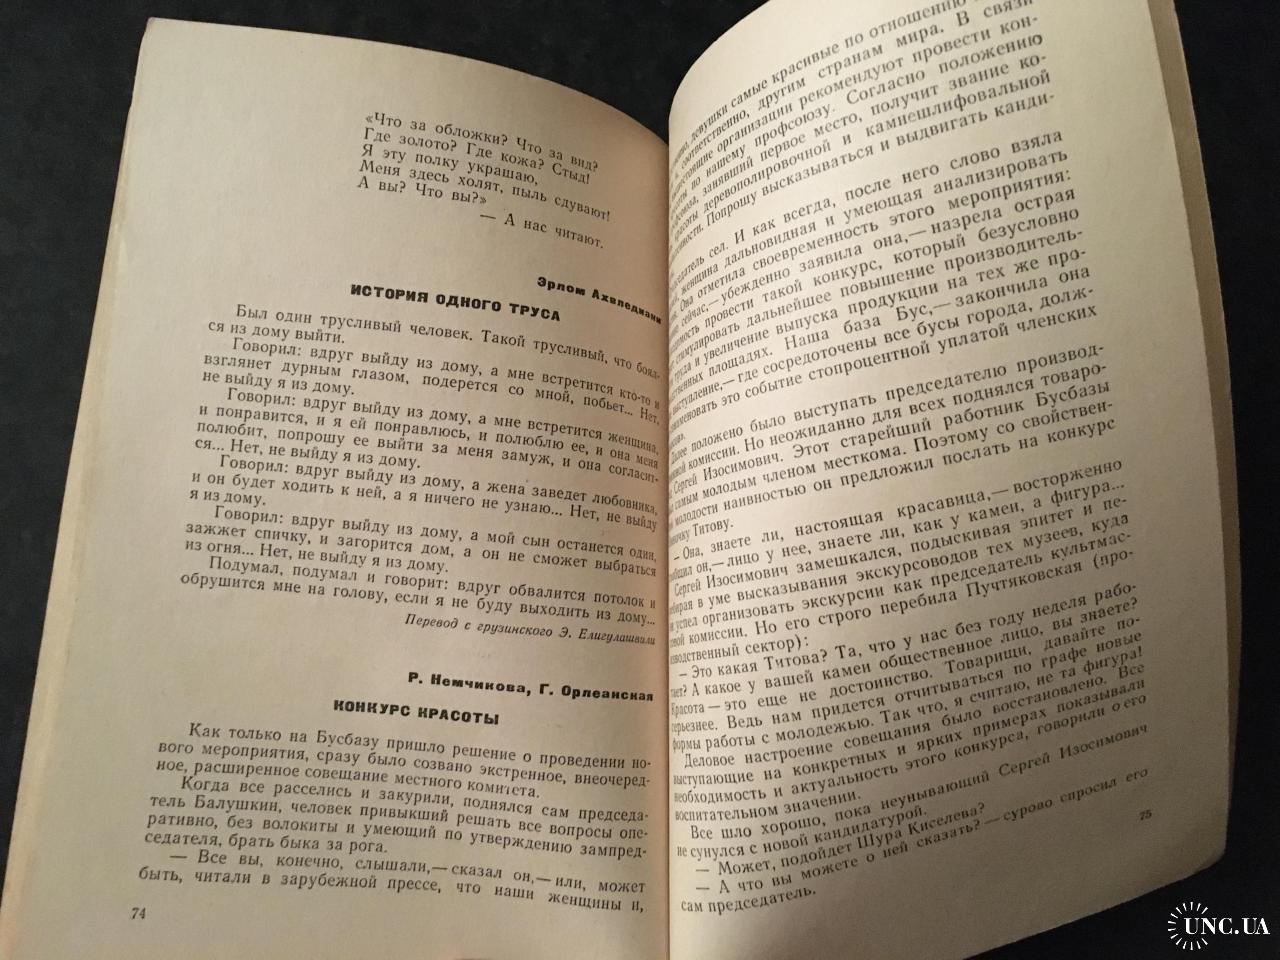 «Что за обложки? Что за вид?
Где золото? Где кожа? Стыд!
Я эту полку украшаю,
Меня здесь холят, пыль сдувают!
А вы? Что вы?»
— А нас читают.
Эрлом Ахвледиани
ИСТОРИЯ ОДНОГО ТРУСА
Был один трусливый человек. Такой трусливый, что боял-
ся из дому выйти.
Говорил: вдруг выйду из дому, а мне встретится кто-то и
взглянет дурным глазом, подерется со мной, побьет... Нет,
не выйду я из дому.
Говорил: вдруг выйду из дому, а мне встретится женщина,
и понравится, и я ей понравлюсь, и полюблю ее, и она меня
полюбит, попрошу ее выйти за меня замуж, и она согласит-
ся... Нет, не выйду я из дому.
Говорил: вдруг выйду из дому, а жена заведет любовника,
и он будет ходить к ней, а я ничего не узнаю... Нет, не выйду
я из дому.
Говорил: вдруг выйду из дому, а мой сын останется один,
зажжет спичку, и загорится дом, а он не сможет выбраться
из огня... Нет, не выйду я из дому.
Подумал, подумал и говорит: вдруг обвалится потолок и
обрушится мне на голову, если я не буду выходить из дому...
Перевод с грузинского Э. Елигулашвили
Р. Немчикова, Г. Орлеанская
КОНКУРС КРАСОТЫ
Как только на Бусбазу пришло решение о проведении но-
вого мероприятия, сразу было созвано экстренное, внеочеред-
ное, расширенное совещание местного комитета.
Когда все расселись и закурили, поднялся сам председа-
тель Балушкин, человек привыкший решать все вопросы опе-
ративно, без волокиты и умеющий по утверждению зампред-
седателя, брать быка за рога.
— Все вы, конечно, слышали,— сказал он,— или, может
быть, читали в зарубежной прессе, что наши женщины и,
74
девушки самые красивые по отношению
другим странам мира. В связи
организации рекомендуют провести кон-
по нашему профсоюзу. Согласно положению
занявший первое место, получит звание ко-
деревополировочной и камнешлифовальной
Попрошу высказываться и выдвигать канди-
сел. И как всегда, после него слово взяла
женщина дальновидная и умеющая анализировать
Она отметила своевременность этого мероприятия:
сейчас,— убежденно заявила она,— назрела острая
провести такой конкурс, который безусловно
стимулировать дальнейшее повышение производитель-
труда и увеличение выпуска продукции на тех же про-
площадях. Наша база Бус,— закончила она
выступление,— где сосредоточены все бусы города, долж-
это событие стопроцентной уплатой членских
Далее положено было выступать председателю производ-
комиссии. Но неожиданно для всех поднялся товаро-
Сергей Изосимович. Этот старейший работник Бусбазы
самым молодым членом месткома. Поэтому со свойствен-
молодости наивностью он предложил послать на конкурс
Титову.
— Она, знаете ли, настоящая красавица,— восторженно
он,— лицо у нее, знаете ли, как у камеи, а фигура...
Сергей Изосимович замешкался, подыскивая эпитет и пе-
в уме высказывания экскурсоводов тех музеев, куда
успел организовать экскурсии как председатель культмас-
совой комиссии. Но его строго перебила Пучтяковская (про-
изводственный сектор):
— Это какая Титова? Та, что у нас без году неделя рабо-
тает? А какое у вашей камеи общественное лицо, вы знаете?
Красота — это еще не достоинство. Товарищи, давайте по-
серьезнее. Ведь нам придется отчитываться по графе новые
формы работы с молодежью. Так что, я считаю, не та фигура!
Деловое настроение совещания было восстановлено. Все
выступающие на конкретных и ярких примерах показывали
необходимость и актуальность этого конкурса, говорили о его
воспитательном значении.
Все шло хорошо, пока неунывающий Сергей Изосимович
не сунулся с новой кандидатурой.
— Может, подойдет Шура Киселева?
— А что вы можете о ней сказать? — сурово спросил его
сам председатель.
75
UNC.UA